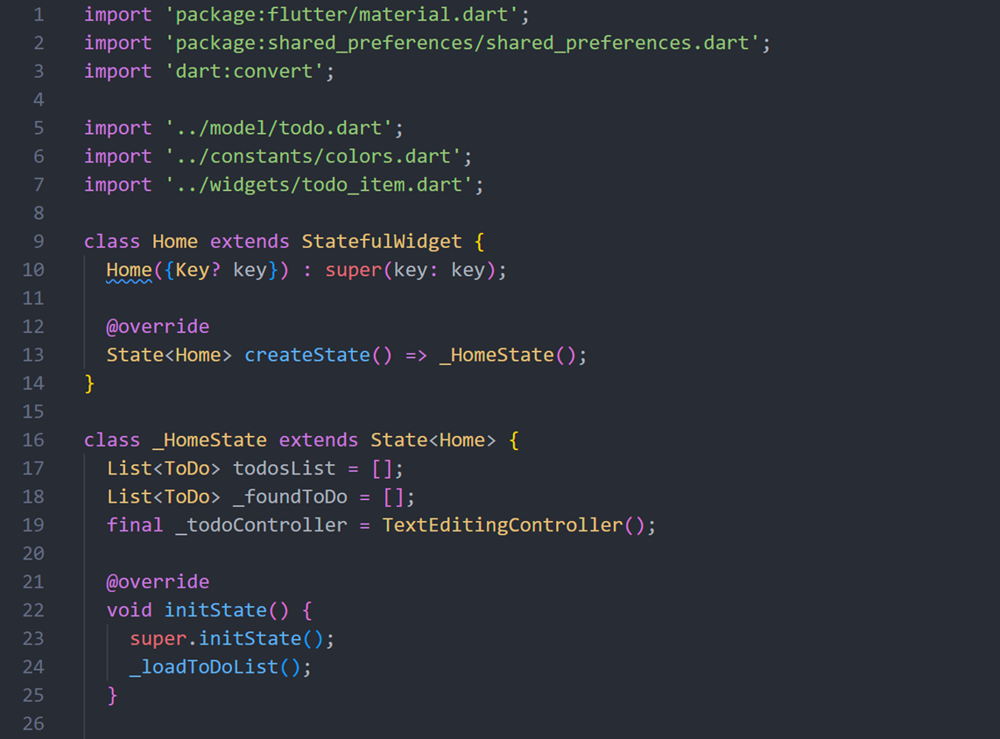 1 import 'package:flutter/material.dart';
2 import 'package:shared_preferences/shared_preferences.dart';
3 import 'dart:convert';
4
5 import '../model/todo.dart';
6 import '../constants/colors.dart';
7 import '../widgets/todo_item.dart';
8
9 class Home extends StatefulWidget {
10   Home({Key? key}) : super(key: key);
11
12   @override
13   State<Home> createState() => _HomeState();
14 }
15
16 class _HomeState extends State<Home> {
17   List<ToDo> todosList = [];
18   List<ToDo> _foundToDo = [];
19   final _todoController = TextEditingController();
20
21   @override
22   void initState() {
23     super.initState();
24     _loadToDoList();
25   }
26